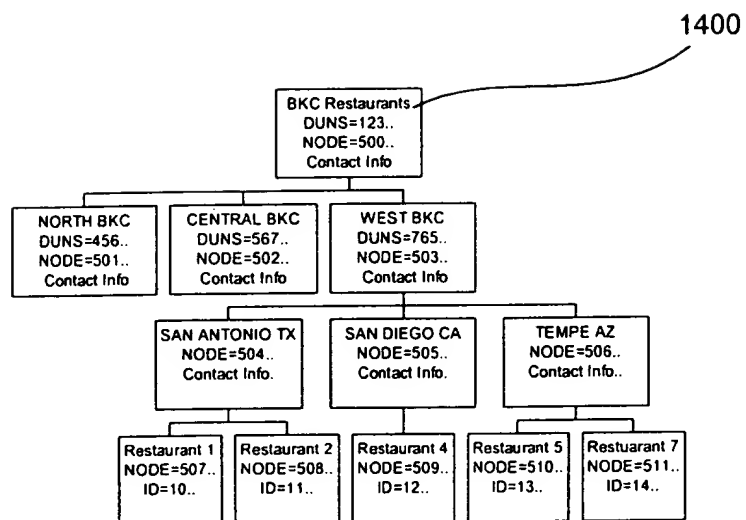 1400
BKC Restaurants
DUNS=123..
NODE=500..
Contact Info
NORTH BKC
DUNS=456..
NODE=501..
Contact Info
CENTRAL BKC
DUNS=567..
NODE=502..
Contact Info
WEST BKC
DUNS=765..
NODE=503..
Contact Info
SAN ANTONIO TX
NODE=504..
Contact Info.
SAN DIEGO CA
NODE=505..
Contact Info.
TEMPE AZ
NODE=506..
Contact Info..
Restaurant 1
NODE=507..
ID=10..
Restaurant 2
NODE=508..
ID=11..
Restaurant 4
NODE=509..
ID=12..
Restaurant 5
NODE=510..
ID=13..
Restuarant 7
NODE=511..
ID=14..